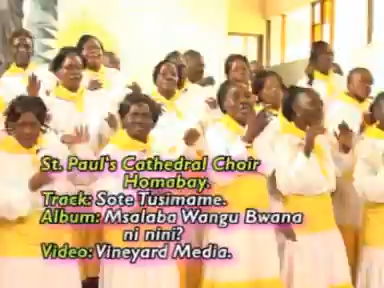 St. Paul's Cathedral Choir
Homabay.
Track: Sote Tusimame.
Album: Msalaba Wangu Bwana
ni nini?
Video: Vineyard Media.